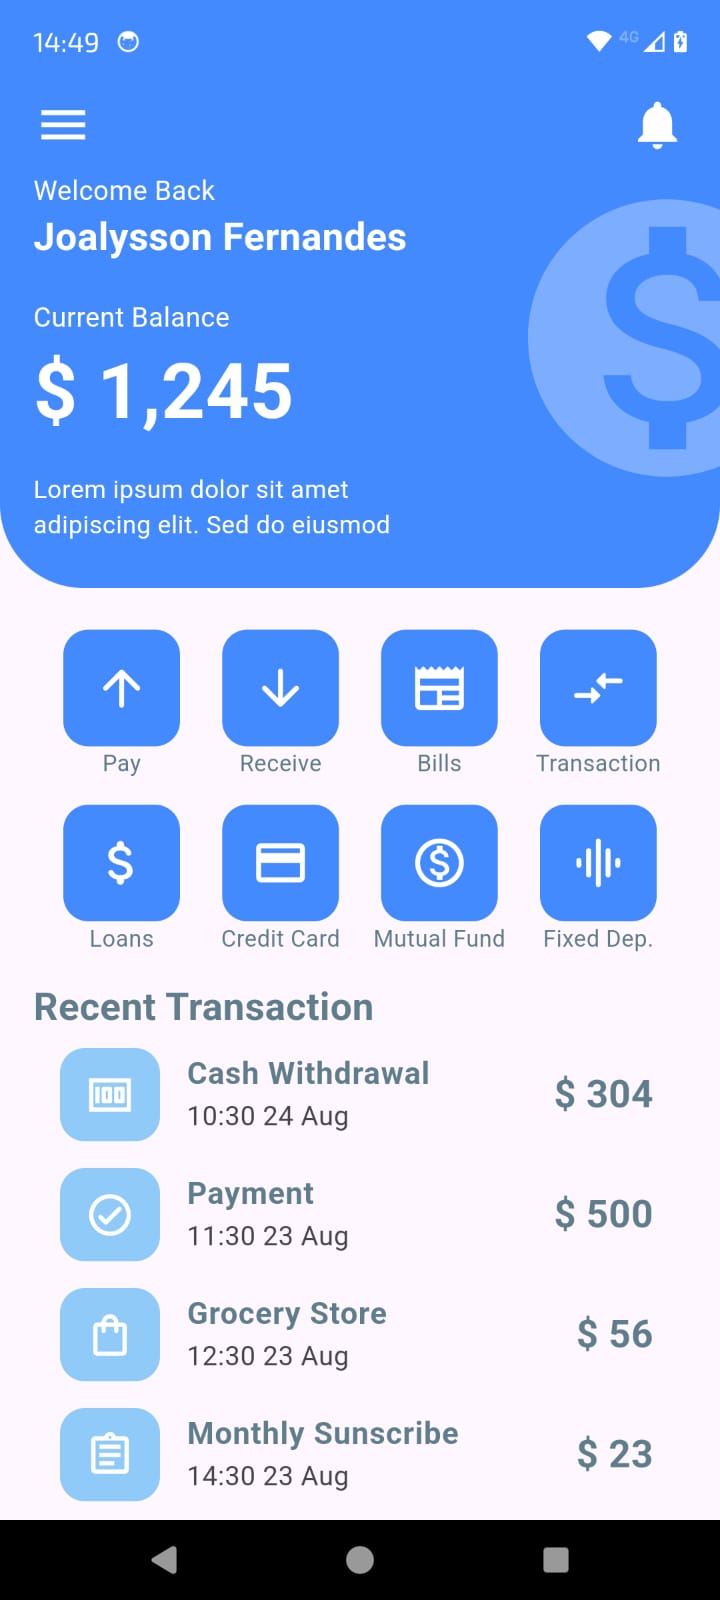 14:49 4G
Welcome Back
Joalysson Fernandes
Current Balance
$ 1,245
Lorem ipsum dolor sit amet
adipiscing elit. Sed do eiusmod
Pay Receive Bills Transaction
Loans Credit Card Mutual Fund Fixed Dep.
Recent Transaction
Cash Withdrawal
10:30 24 Aug
$ 304
Payment
11:30 23 Aug
$ 500
Grocery Store
12:30 23 Aug
$ 56
Monthly Sunscribe
14:30 23 Aug
$ 23